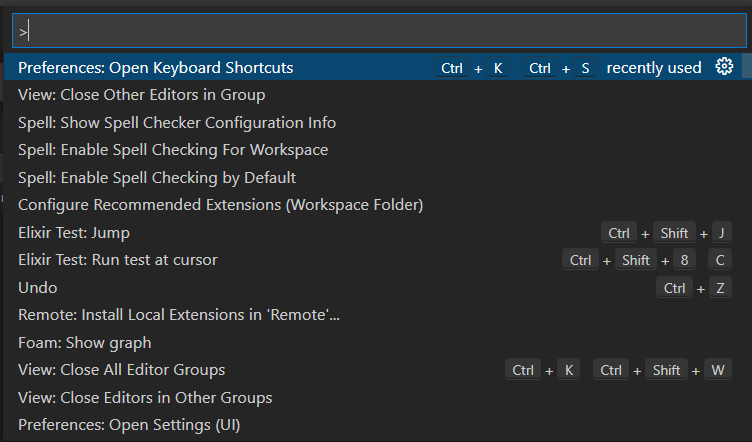 >
Preferences: Open Keyboard Shortcuts Ctrl + K Ctrl + S recently used
View: Close Other Editors in Group
Spell: Show Spell Checker Configuration Info
Spell: Enable Spell Checking For Workspace
Spell: Enable Spell Checking by Default
Configure Recommended Extensions (Workspace Folder)
Elixir Test: Jump Ctrl + Shift + J
Elixir Test: Run test at cursor Ctrl + Shift + 8 C
Undo Ctrl + Z
Remote: Install Local Extensions in 'Remote'...
Foam: Show graph
View: Close All Editor Groups Ctrl + K Ctrl + Shift + W
View: Close Editors in Other Groups
Preferences: Open Settings (UI)